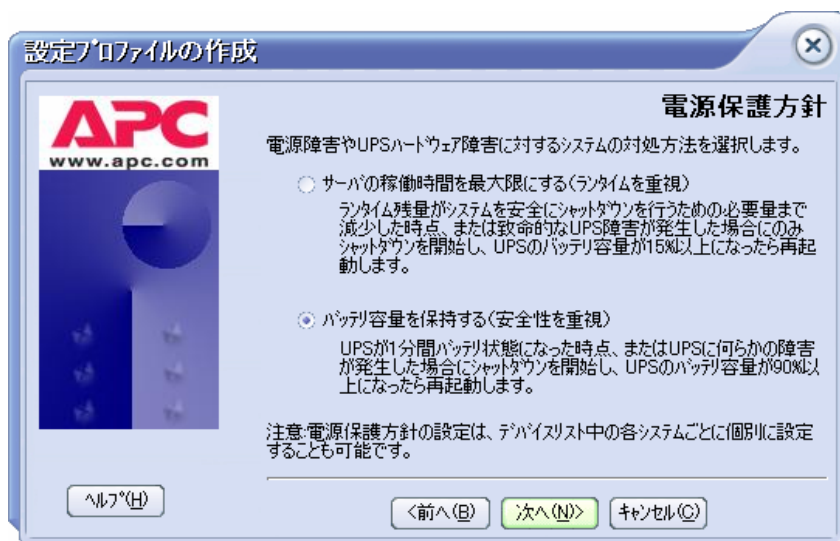 設定プロファイルの作成
APC
www.apc.com
電源保護方針
電源障害やUPSハードウェア障害に対するシステムの対処方法を選択します。
サーバの稼働時間を最大限にする(ランタイムを重視)
ランタイム残量がシステムを安全にシャットダウンを行うための必要量まで
減少した時点、または致命的なUPS障害が発生した場合にのみ
シャットダウンを開始し、UPSのバッテリ容量が15%以上になったら再起
動します。
バッテリ容量を保持する(安全性を重視)
UPSが1分間バッテリ状態になった時点、またはUPSに何らかの障害
が発生した場合にシャットダウンを開始し、UPSのバッテリ容量が90%以
上になったら再起動します。
注意:電源保護方針の設定は、デバイスリスト中の各システムごとに個別に設定
することも可能です。
ヘルプ(H)
<前へ(B)
次へ(N)>
キャンセル(C)